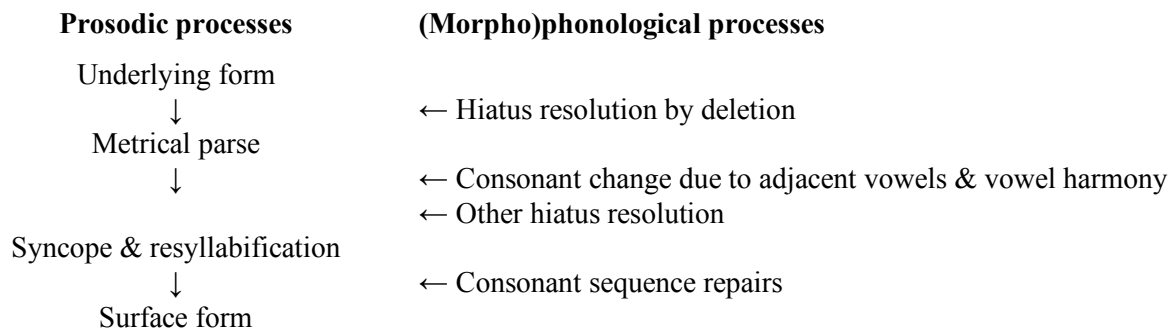 Prosodic processes (Morpho)phonological processes
Underlying form
↓ ← Hiatus resolution by deletion
Metrical parse
↓ ← Consonant change due to adjacent vowels & vowel harmony
← Other hiatus resolution
Syncope & resyllabification
↓ ← Consonant sequence repairs
Surface form